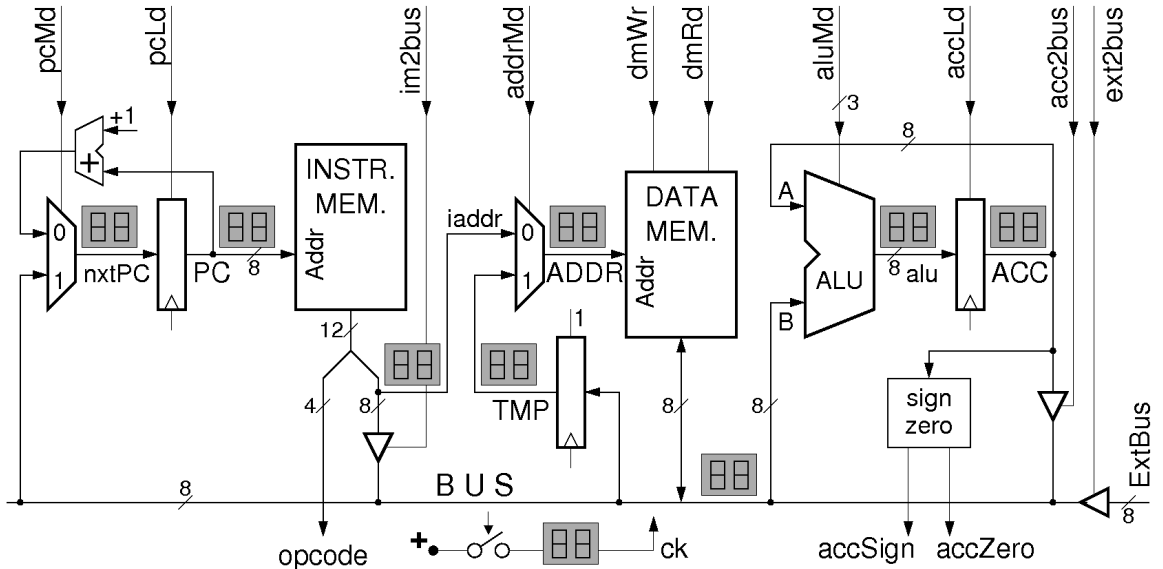 pcMd
pcLd
im2bus
addrMd
dmWr
dmRd
aluMd
accLd
acc2bus
ext2bus
+1
3
8
+
INSTR.
MEM.
DATA
MEM.
A
iaddr
0
0
nxtPC
PC
8
Addr
1
1
ADDR
Addr
ALU
8
alu
ACC
B
12
1
4
8
TMP
8
8
sign
zero
8
BUS
ExtBus
8
opcode
+
ck
accSign
accZero